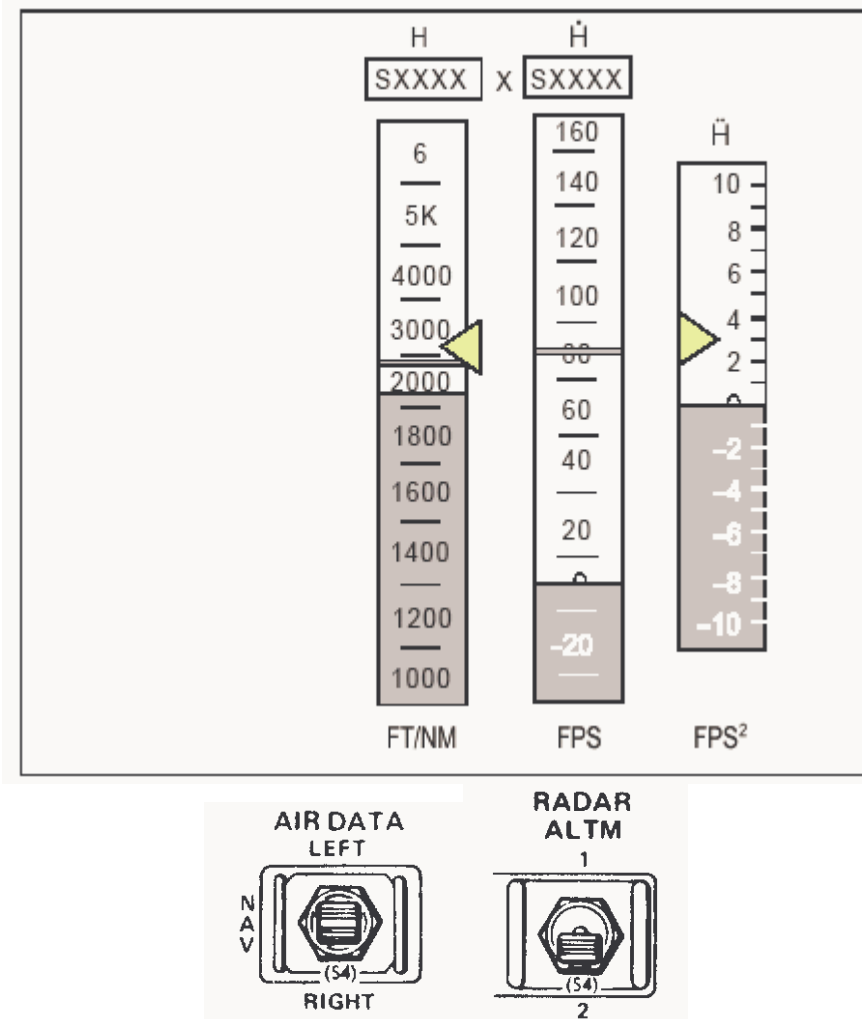 H Ḣ
SXXXX X SXXXX
Ḧ
6
5K
4000
3000
2000
1800
1600
1400
1200
1000
FT/NM
160
140
120
100
80
60
40
20
0
-20
FPS
10
8
6
4
2
0
-2
-4
-6
-8
-10
FPS²
AIR DATA
LEFT
NAV
(S4)
RIGHT
RADAR
ALTM
1
(S4)
2